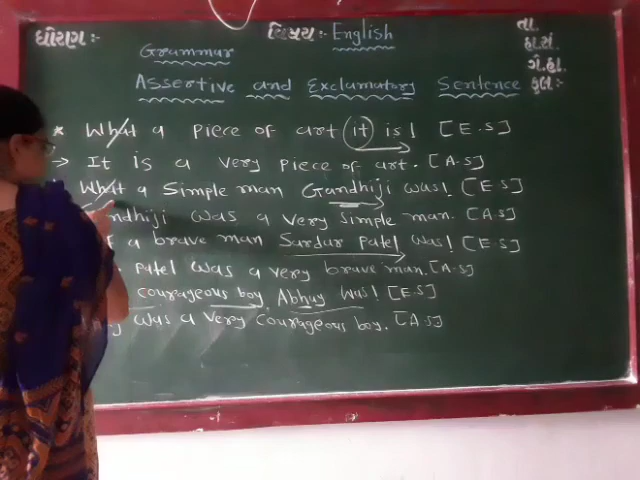 ધોરણ :- વિષય :- English તા.
Grammar હા.સં.
Assertive and Exclamatory Sentence ગે.હા.
કુલ :-
* What a piece of art it is! [E.S]
→ It is a very piece of art. [A.S]
What a Simple man Gandhiji was! [E.S]
ndhiji was a very Simple man. [A.S]
a brave man Sardar Patel was! [E.S]
Patel was a very brave man. [A.S]
courageous boy Abhay was! [E.S]
was a very courageous boy. [A.S]